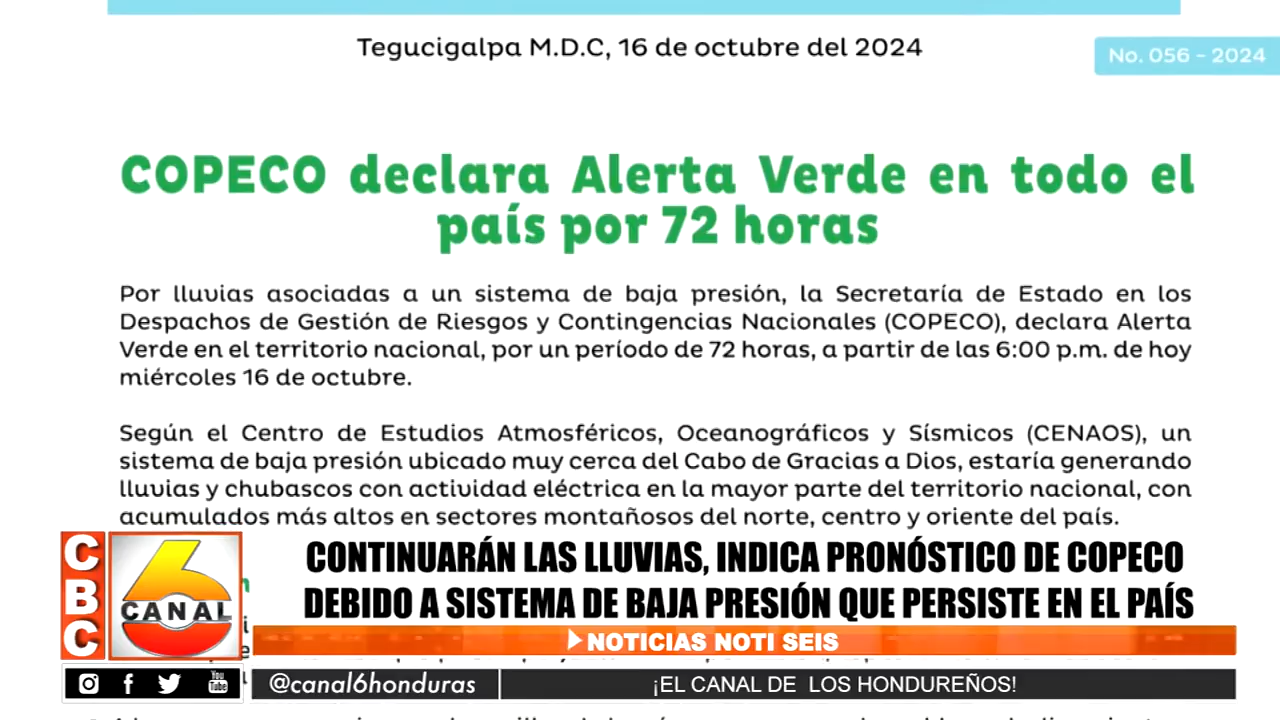 Tegucigalpa M.D.C, 16 de octubre del 2024
No. 056 - 2024
COPECO declara Alerta Verde en todo el
país por 72 horas
Por lluvias asociadas a un sistema de baja presión, la Secretaría de Estado en los
Despachos de Gestión de Riesgos y Contingencias Nacionales (COPECO), declara Alerta
Verde en el territorio nacional, por un período de 72 horas, a partir de las 6:00 p.m. de hoy
miércoles 16 de octubre.
Según el Centro de Estudios Atmosféricos, Oceanográficos y Sísmicos (CENAOS), un
sistema de baja presión ubicado muy cerca del Cabo de Gracias a Dios, estaría generando
lluvias y chubascos con actividad eléctrica en la mayor parte del territorio nacional, con
acumulados más altos en sectores montañosos del norte, centro y oriente del país.
CBC
6
CANAL
CONTINUARÁN LAS LLUVIAS, INDICA PRONÓSTICO DE COPECO
DEBIDO A SISTEMA DE BAJA PRESIÓN QUE PERSISTE EN EL PAÍS
NOTICIAS NOTI SEIS
You
Tube
@canal6honduras
¡EL CANAL DE LOS HONDUREÑOS!